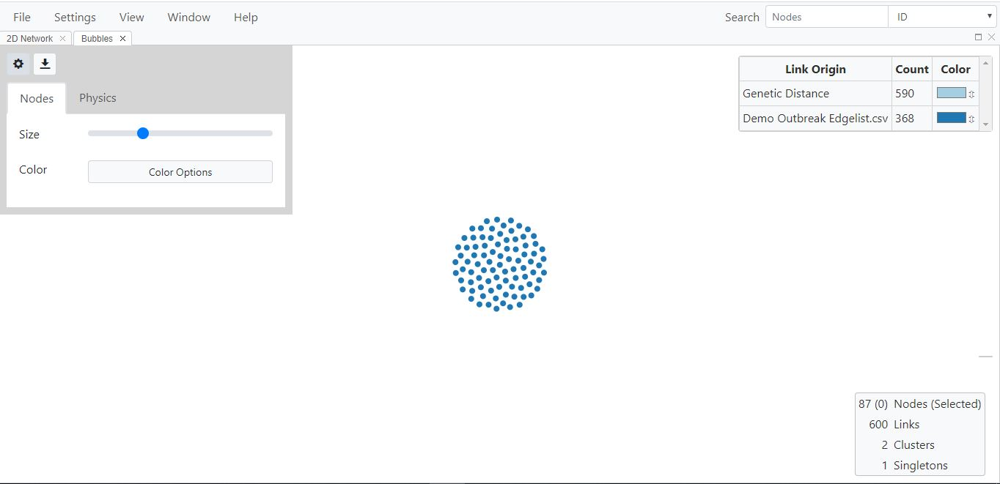 File Settings View Window Help Search Nodes ID
2D Network Bubbles
Link Origin Count Color
Genetic Distance 590
Demo Outbreak Edgelist.csv 368
Nodes Physics
Size
Color Color Options
87 (0) Nodes (Selected)
600 Links
2 Clusters
1 Singletons